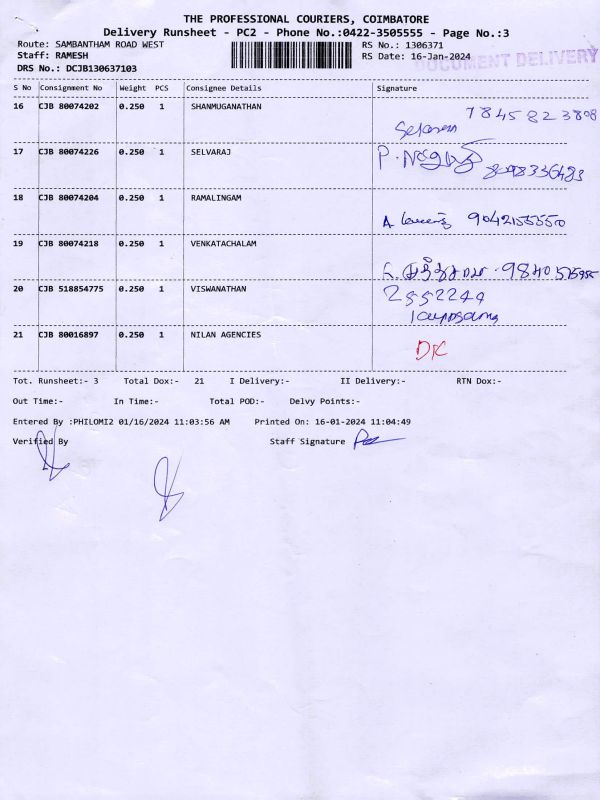 THE PROFESSIONAL COURIERS, COIMBATORE
Delivery Runsheet - PC2 - Phone No.:0422-3505555 - Page No.:3
Route: SAMBANTHAM ROAD WEST
RS No.: 1306371
Staff: RAMESH
RS Date: 16-Jan-2024
DOCUMENT DELIVERY
DRS No.: DCJB130637103
S No Consignment No Weight PCS Consignee Details Signature
16 CJB 80074202 0.250 1 SHANMUGANATHAN
7845823808
17 CJB 80074226 0.250 1 SELVARAJ
8098336483
18 CJB 80074204 0.250 1 RAMALINGAM
9042155550
19 CJB 80074218 0.250 1 VENKATACHALAM
20 CJB 518854775 0.250 1 VISWANATHAN 2552244
21 CJB 80016897 0.250 1 NILAN AGENCIES
DK
Tot. Runsheet:- 3 Total Dox:- 21 I Delivery:- II Delivery:- RTN Dox:-
Out Time:- In Time:- Total POD:- Delvy Points:-
Entered By :PHILOMI2 01/16/2024 11:03:56 AM Printed On: 16-01-2024 11:04:49
Verified By Staff Signature